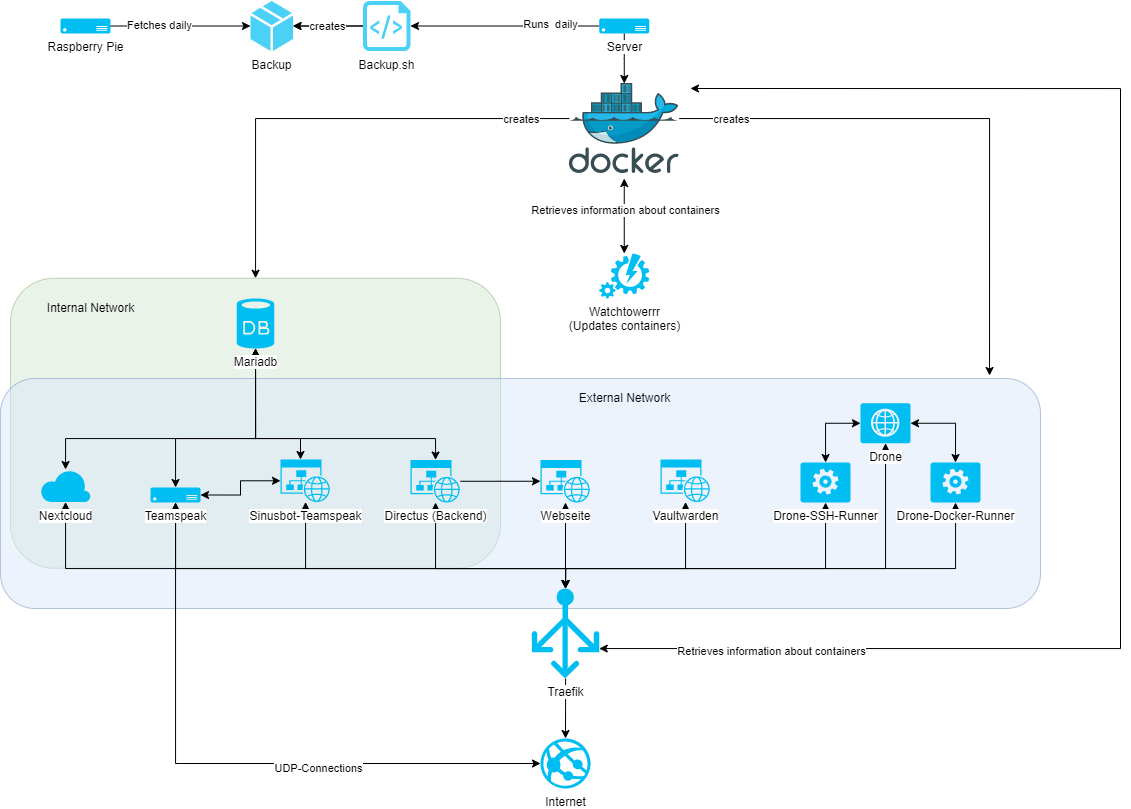 Fetches daily
creates
Runs  daily
Raspberry Pie
Backup
Backup.sh
Server
creates
creates
docker
Retrieves information about containers
Watchtowerrr
(Updates containers)
Internal Network
DB
Mariadb
External Network
Drone
Nextcloud
Teamspeak
Sinusbot-Teamspeak
Directus (Backend)
Webseite
Vaultwarden
Drone-SSH-Runner
Drone-Docker-Runner
Retrieves information about containers
Traefik
UDP-Connections
Internet